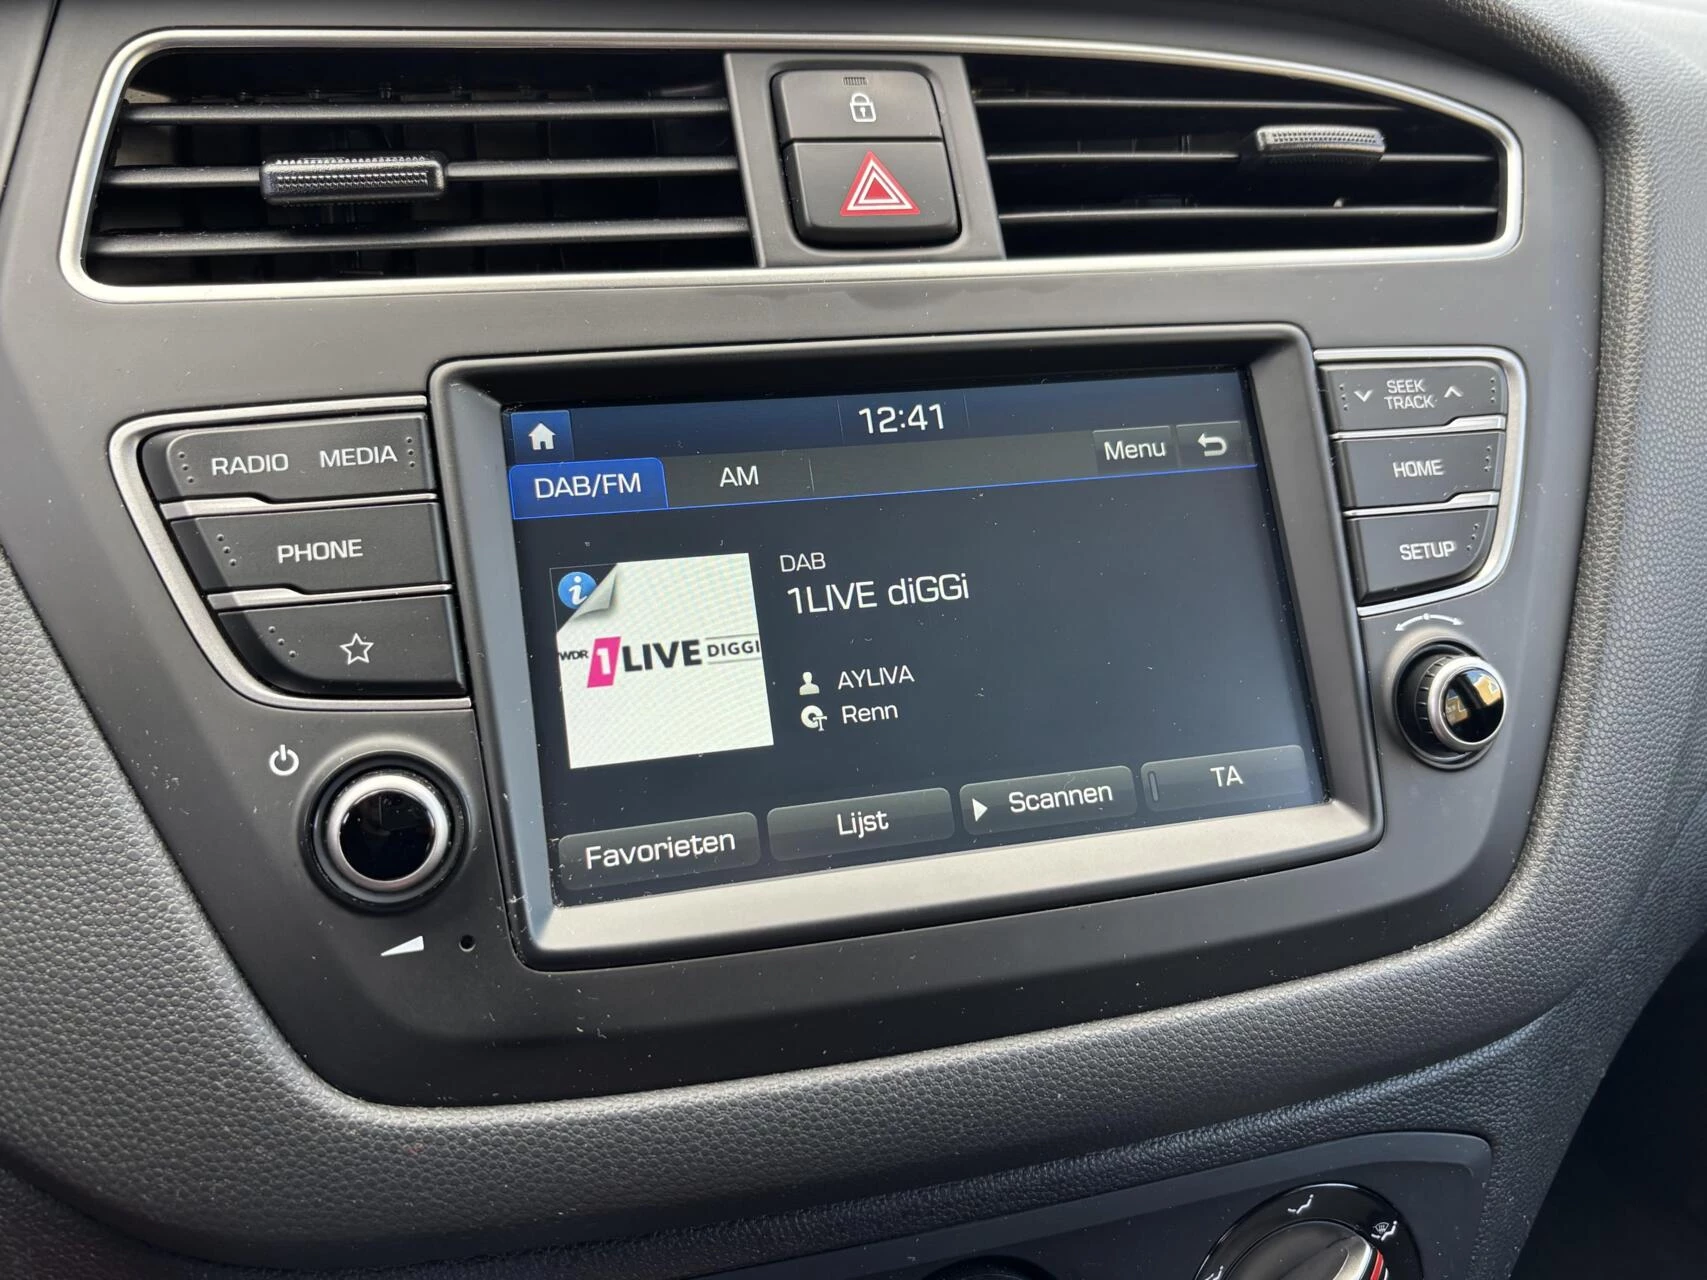 12:41
DAB/FM
AM
Menu
RADIO MEDIA
PHONE
SEEK
TRACK
HOME
SETUP
DAB
1LIVE diGGi
WDR 1LIVE DIGGI
AYLIVA
Renn
Favorieten
Lijst
Scannen
TA